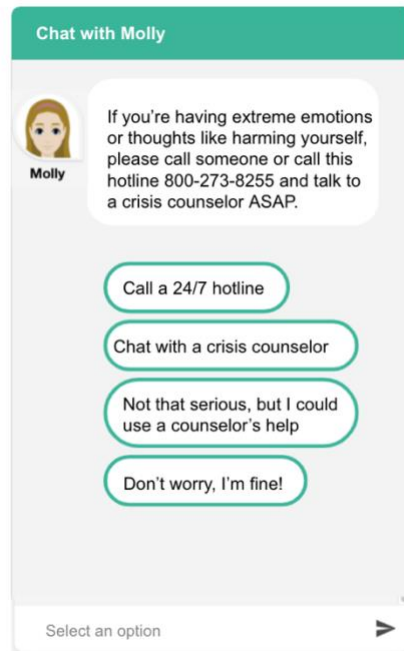 Chat with Molly
If you're having extreme emotions
or thoughts like harming yourself,
please call someone or call this
hotline 800-273-8255 and talk to
a crisis counselor ASAP.
Molly
Call a 24/7 hotline
Chat with a crisis counselor
Not that serious, but I could
use a counselor's help
Don't worry, I'm fine!
Select an option